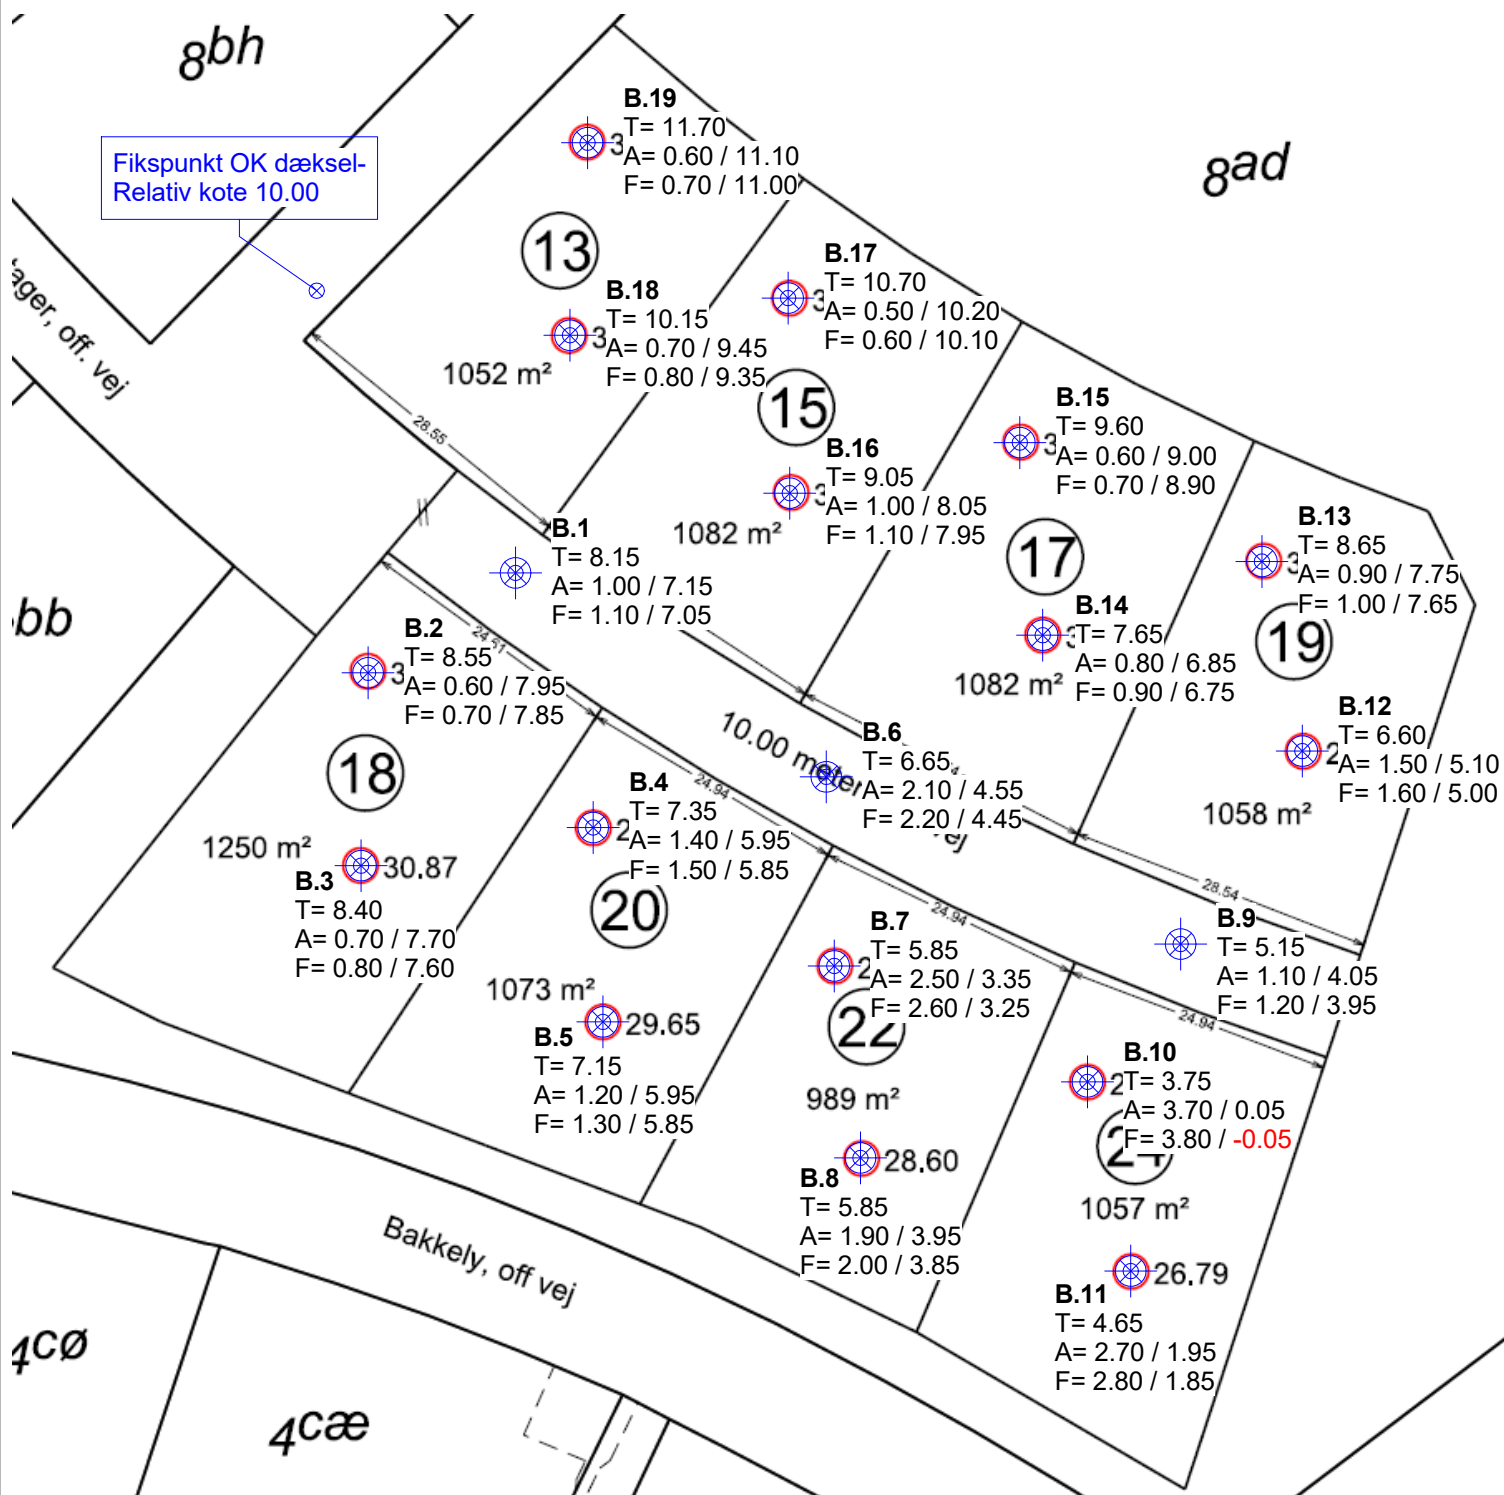 8bh
Fikspunkt OK dæksel-
Relativ kote 10.00
8ad
B.19
T= 11.70
A= 0.60 / 11.10
F= 0.70 / 11.00
13
B.18
T= 10.15
A= 0.70 / 9.45
F= 0.80 / 9.35
1052 m²
28.55
B.17
T= 10.70
A= 0.50 / 10.20
F= 0.60 / 10.10
15
B.16
T= 9.05
A= 1.00 / 8.05
F= 1.10 / 7.95
1082 m²
B.15
T= 9.60
A= 0.60 / 9.00
F= 0.70 / 8.90
17
B.14
T= 7.65
A= 0.80 / 6.85
F= 0.90 / 6.75
1082 m²
B.13
T= 8.65
A= 0.90 / 7.75
F= 1.00 / 7.65
19
B.12
T= 6.60
A= 1.50 / 5.10
F= 1.60 / 5.00
1058 m²
28.54
off. vej
bb
B.1
T= 8.15
A= 1.00 / 7.15
F= 1.10 / 7.05
B.2
T= 8.55
A= 0.60 / 7.95
F= 0.70 / 7.85
18
1250 m²
30.87
B.3
T= 8.40
A= 0.70 / 7.70
F= 0.80 / 7.60
10.00 meter
B.6
T= 6.65
A= 2.10 / 4.55
F= 2.20 / 4.45
24.94
B.4
T= 7.35
A= 1.40 / 5.95
F= 1.50 / 5.85
20
1073 m²
29.65
B.5
T= 7.15
A= 1.20 / 5.95
F= 1.30 / 5.85
24.94
B.7
T= 5.85
A= 2.50 / 3.35
F= 2.60 / 3.25
22
989 m²
28.60
B.8
T= 5.85
A= 1.90 / 3.95
F= 2.00 / 3.85
B.9
T= 5.15
A= 1.10 / 4.05
F= 1.20 / 3.95
24.94
B.10
T= 3.75
A= 3.70 / 0.05
F= 3.80 / -0.05
24
1057 m²
26.79
B.11
T= 4.65
A= 2.70 / 1.95
F= 2.80 / 1.85
Bakkely, off vej
4cø
4cæ